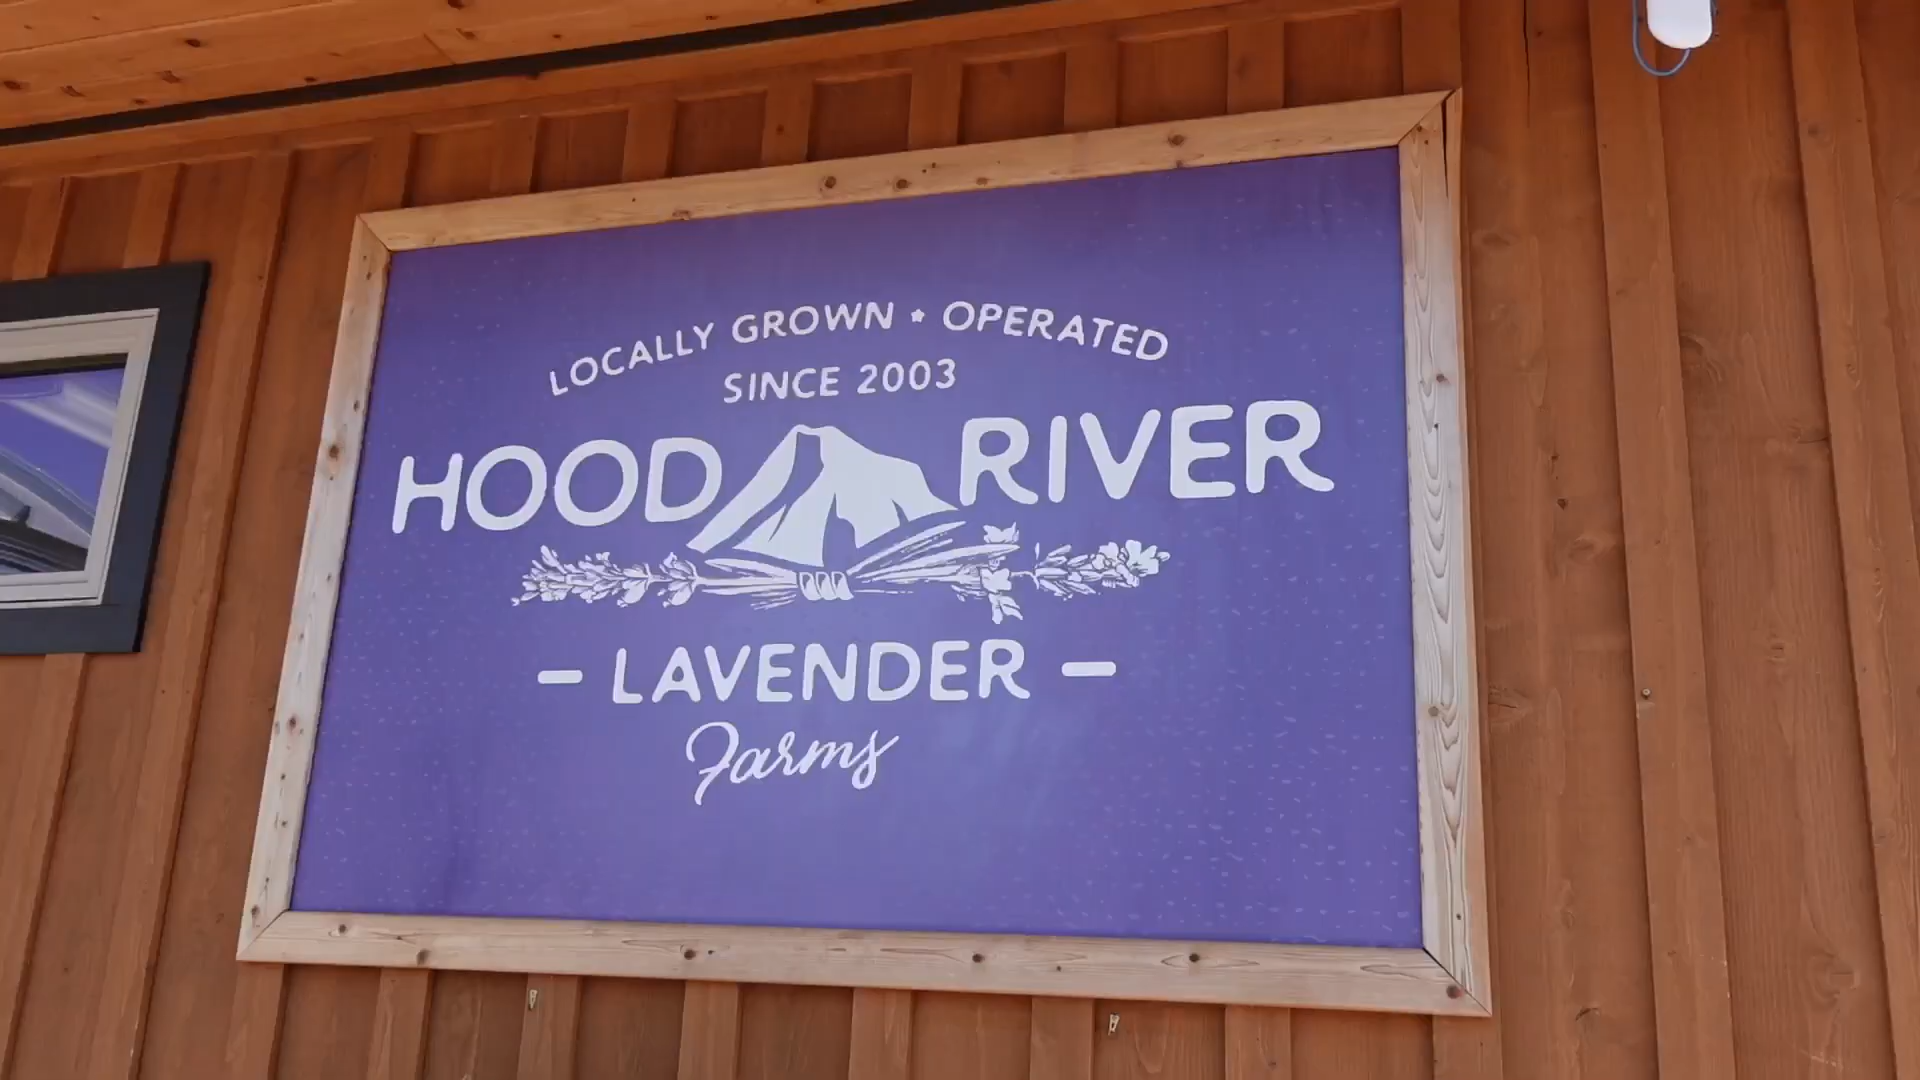 LOCALLY GROWN * OPERATED
SINCE 2003
HOOD RIVER
- LAVENDER -
Farms